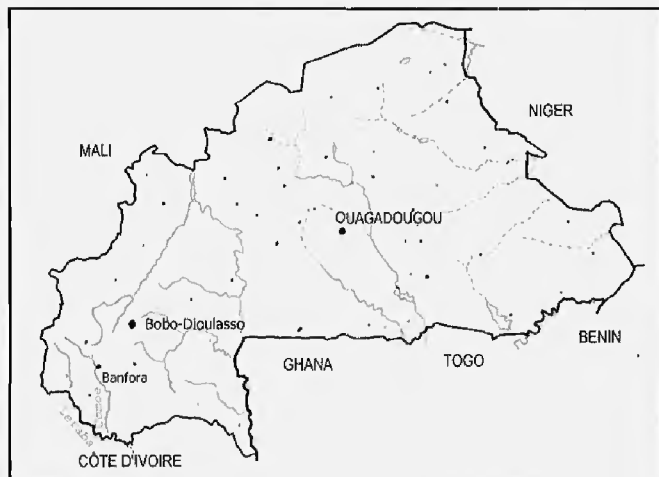 NIGER
MALI
OUAGADOUGOU
Bobo-Dioulasso
BENIN
GHANA
TOGO
Banfora
CÔTE D'IVOIRE